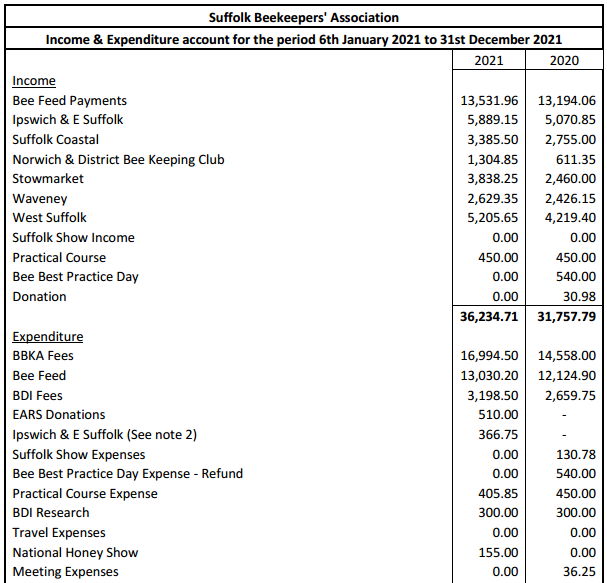 Suffolk Beekeepers' Association
Income & Expenditure account for the period 6th January 2021 to 31st December 2021
2021 2020
Income
Bee Feed Payments 13,531.96 13,194.06
Ipswich & E Suffolk 5,889.15 5,070.85
Suffolk Coastal 3,385.50 2,755.00
Norwich & District Bee Keeping Club 1,304.85 611.35
Stowmarket 3,838.25 2,460.00
Waveney 2,629.35 2,426.15
West Suffolk 5,205.65 4,219.40
Suffolk Show Income 0.00 0.00
Practical Course 450.00 450.00
Bee Best Practice Day 0.00 540.00
Donation 0.00 30.98
36,234.71 31,757.79
Expenditure
BBKA Fees 16,994.50 14,558.00
Bee Feed 13,030.20 12,124.90
BDI Fees 3,198.50 2,659.75
EARS Donations 510.00 -
Ipswich & E Suffolk (See note 2) 366.75 -
Suffolk Show Expenses 0.00 130.78
Bee Best Practice Day Expense - Refund 0.00 540.00
Practical Course Expense 405.85 450.00
BDI Research 300.00 300.00
Travel Expenses 0.00 0.00
National Honey Show 155.00 0.00
Meeting Expenses 0.00 36.25